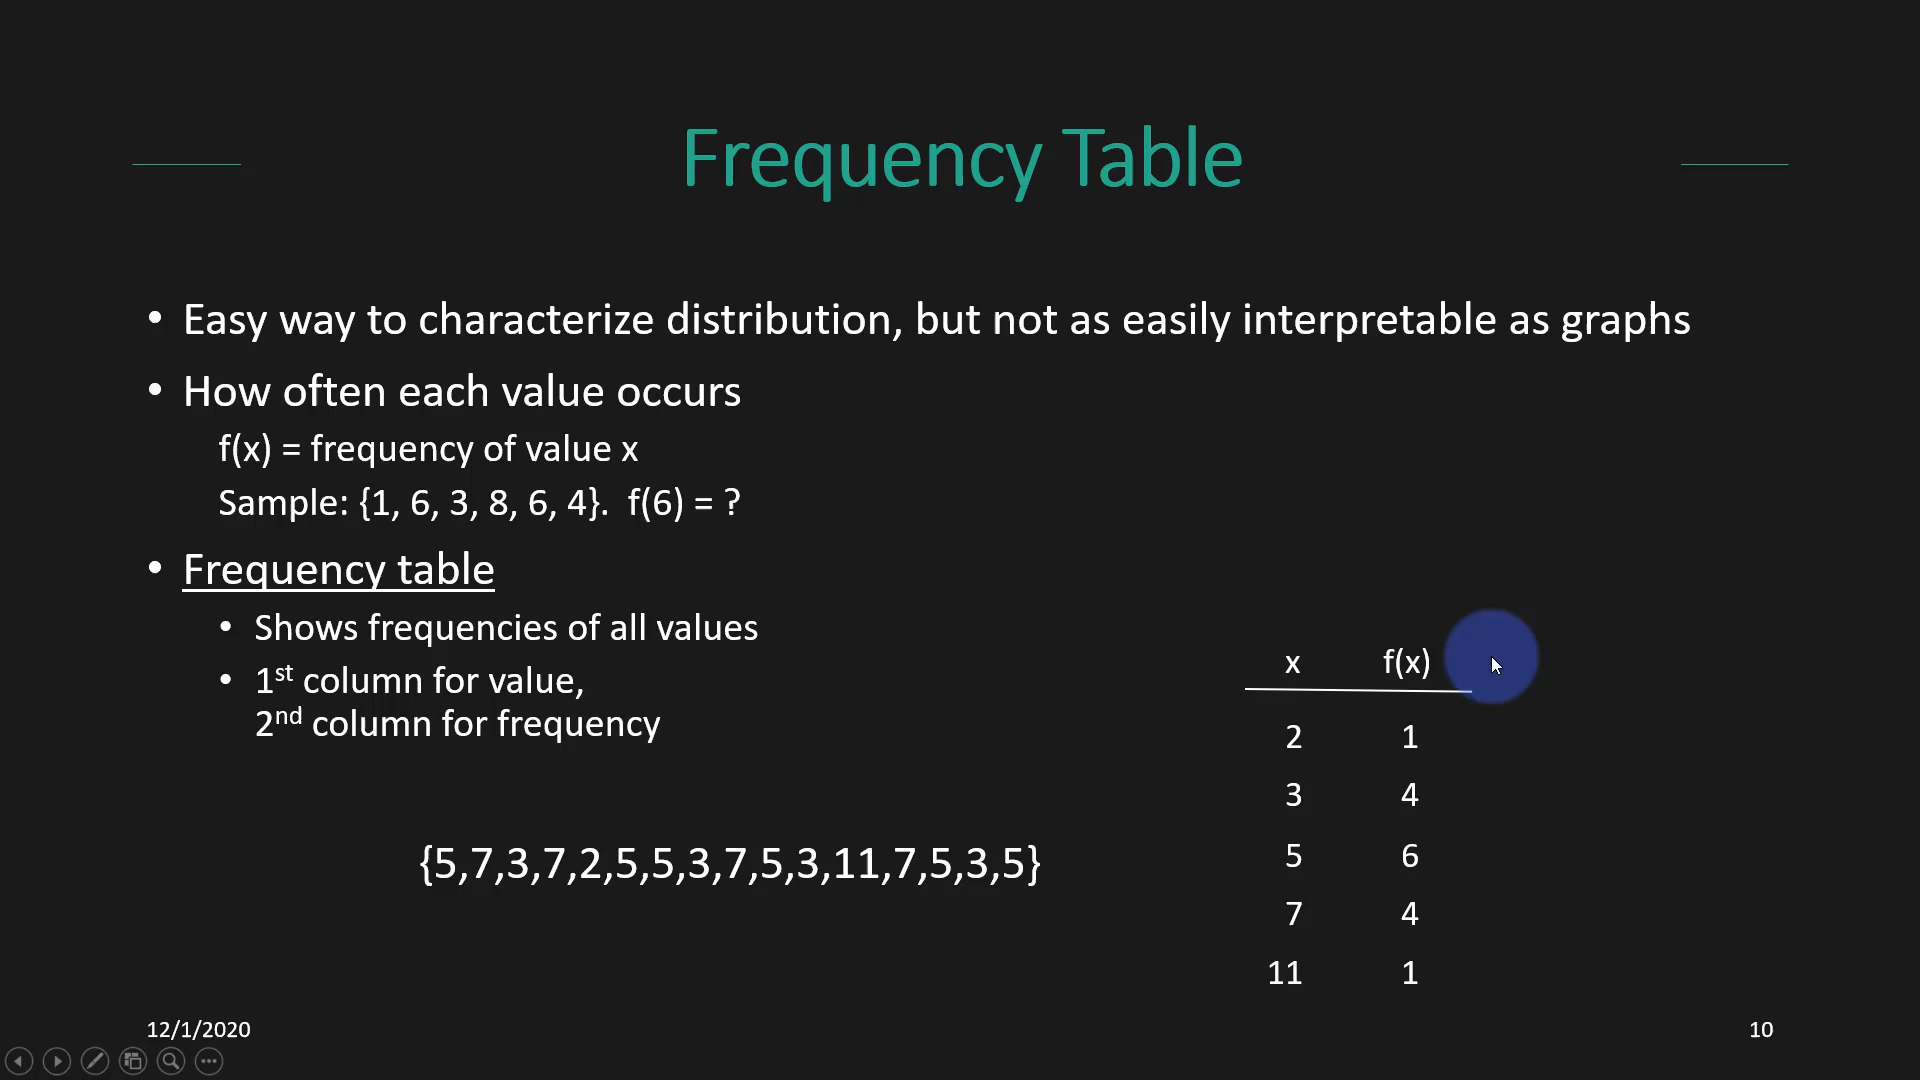 Frequency Table
• Easy way to characterize distribution, but not as easily interpretable as graphs
• How often each value occurs
f(x) = frequency of value x
Sample: {1, 6, 3, 8, 6, 4}.  f(6) = ?
• Frequency table
• Shows frequencies of all values
• 1st column for value,
2nd column for frequency
{5,7,3,7,2,5,5,3,7,5,3,11,7,5,3,5}
x f(x)
2 1
3 4
5 6
7 4
11 1
12/1/2020
10